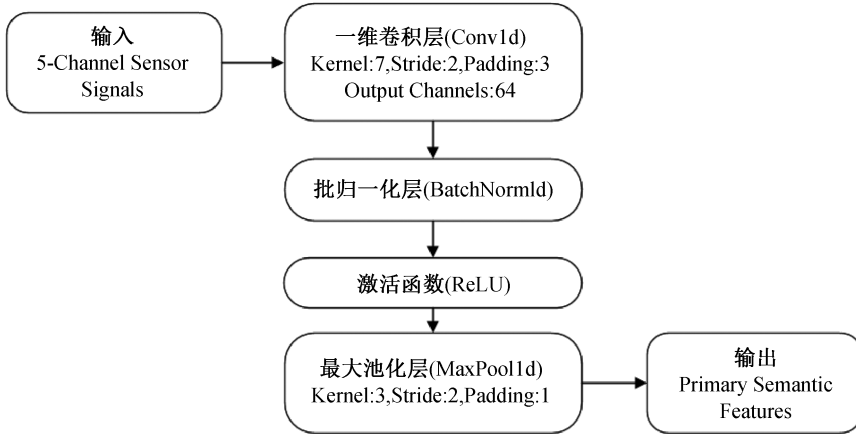 输入
5-Channel Sensor
Signals
一维卷积层(Conv1d)
Kernel:7,Stride:2,Padding:3
Output Channels:64
批归一化层(BatchNormld)
激活函数(ReLU)
最大池化层(MaxPool1d)
Kernel:3,Stride:2,Padding:1
输出
Primary Semantic
Features